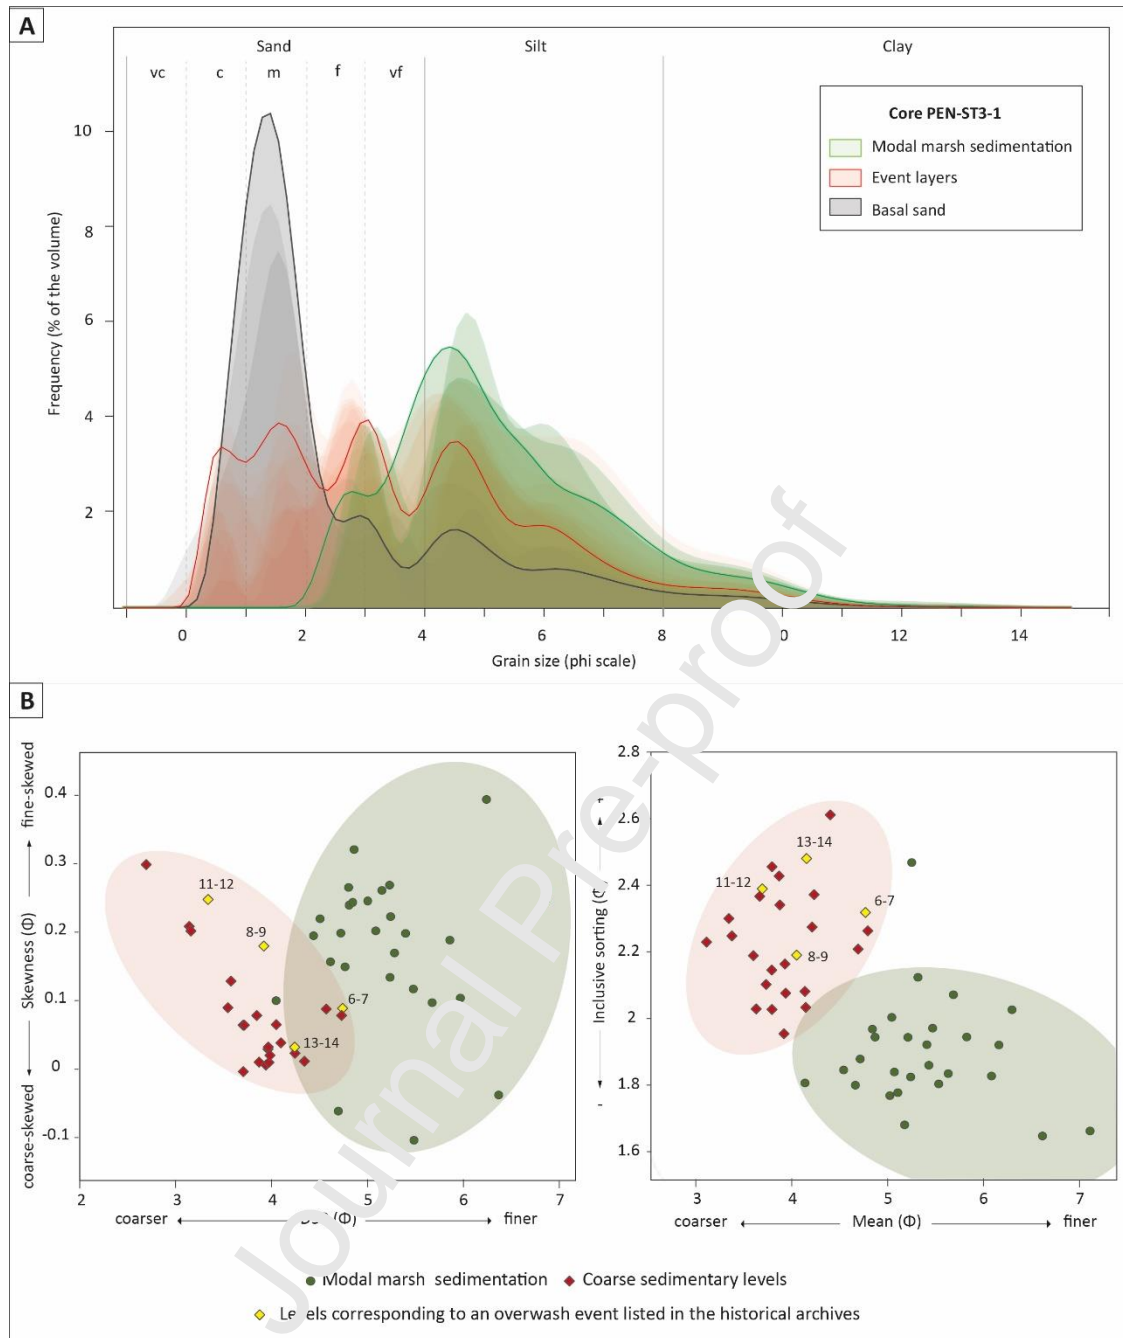 A
Sand
Silt
Clay
vc
c
m
f
vf
Core PEN-ST3-1
Modal marsh sedimentation
Event layers
Basal sand
Frequency (% of the volume)
10
8
6
4
2
0
2
4
6
8
10
12
14
Grain size (phi scale)
Journal Pre-proof
B
coarse-skewed
Skewness (Φ)
fine-skewed
0.4
0.3
0.2
0.1
0
-0.1
11-12
8-9
6-7
13-14
2
3
4
5
6
7
coarser
(Φ)
finer
Inclusive sorting
-
2.8
2.6
2.4
2.2
2
1.8
1.6
13-14
11-12
6-7
8-9
3
4
5
6
7
coarser
Mean (Φ)
finer
Modal marsh sedimentation
Coarse sedimentary levels
Levels corresponding to an overwash event listed in the historical archives